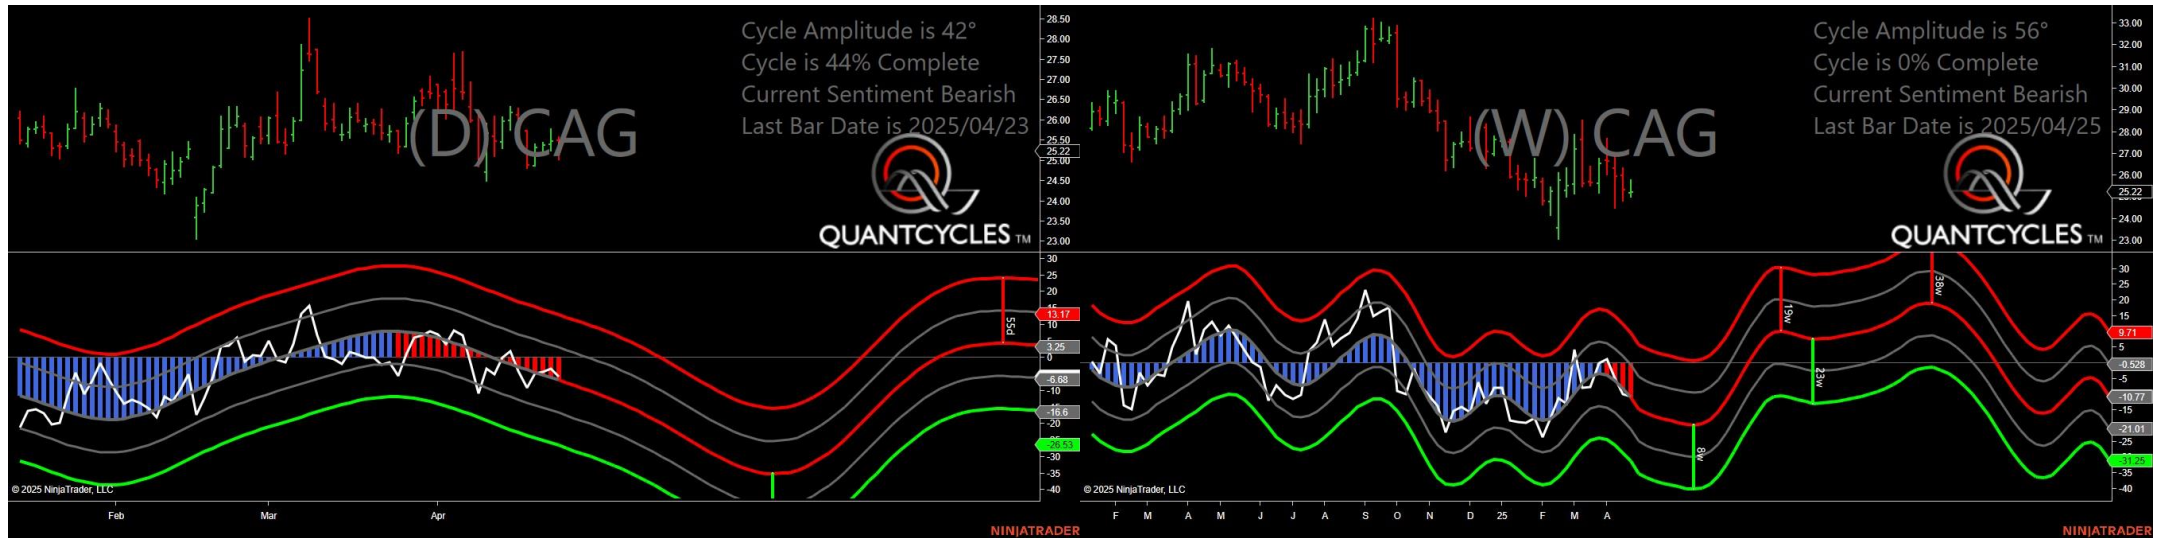 Cycle Amplitude is 42°
Cycle is 44% Complete
Current Sentiment Bearish
Last Bar Date is 2025/04/23
(D) CAG
QUANTCYCLES TM
28.50
28.00
27.50
27.00
26.50
26.00
25.50
25.22
25.00
24.50
24.00
23.50
23.00
30
25
20
15
13.17
10
5
3.25
0
-6.68
-10
-16.6
-20
-26.53
-30
-35
-40
55d
© 2025 NinjaTrader, LLC
Feb Mar Apr
NINJATRADER
Cycle Amplitude is 56°
Cycle is 0% Complete
Current Sentiment Bearish
Last Bar Date is 2025/04/25
(W) CAG
QUANTCYCLES TM
33.00
32.00
31.00
30.00
29.00
28.00
27.00
26.00
25.22
24.00
23.00
30
25
20
15
9.71
5
-0.528
-5
-10.77
-15
-21.01
-25
-31.25
-35
-40
19w
38w
23w
8w
© 2025 NinjaTrader, LLC
F M A M J J A S O N D 25 F M A
NINJATRADER